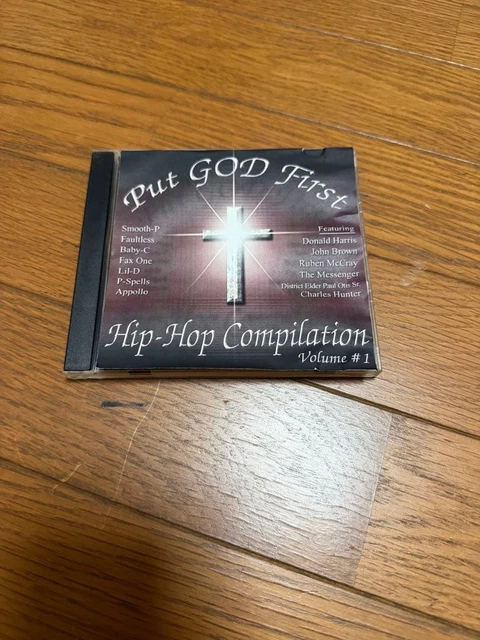 Put GOD First
Smooth-P
Faultless
Baby-C
Fax One
Lil-D
P-Spells
Appollo
Featuring
Donald Harris
John Brown
Ruben McCray
The Messenger
District Elder Paul Otis Sr.
Charles Hunter
Hip-Hop Compilation
Volume #1